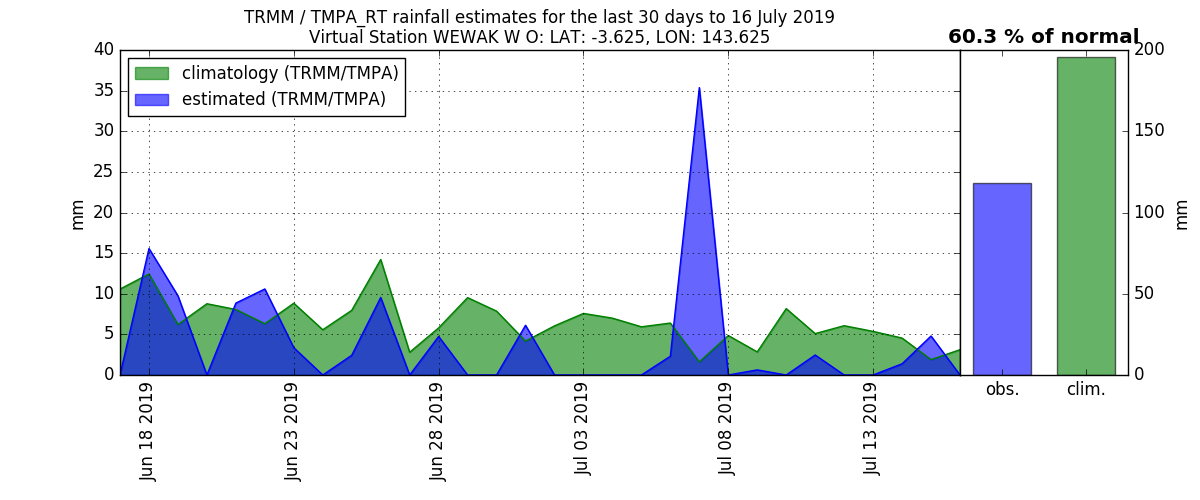 TRMM / TMPA_RT rainfall estimates for the last 30 days to 16 July 2019
Virtual Station WEWAK W O: LAT: -3.625, LON: 143.625
60.3 % of normal
climatology (TRMM/TMPA)
estimated (TRMM/TMPA)
40
35
30
25
20
15
10
5
0
mm
200
150
100
50
0
mm
obs.
clim.
Jun 18 2019
Jun 23 2019
Jun 28 2019
Jul 03 2019
Jul 08 2019
Jul 13 2019